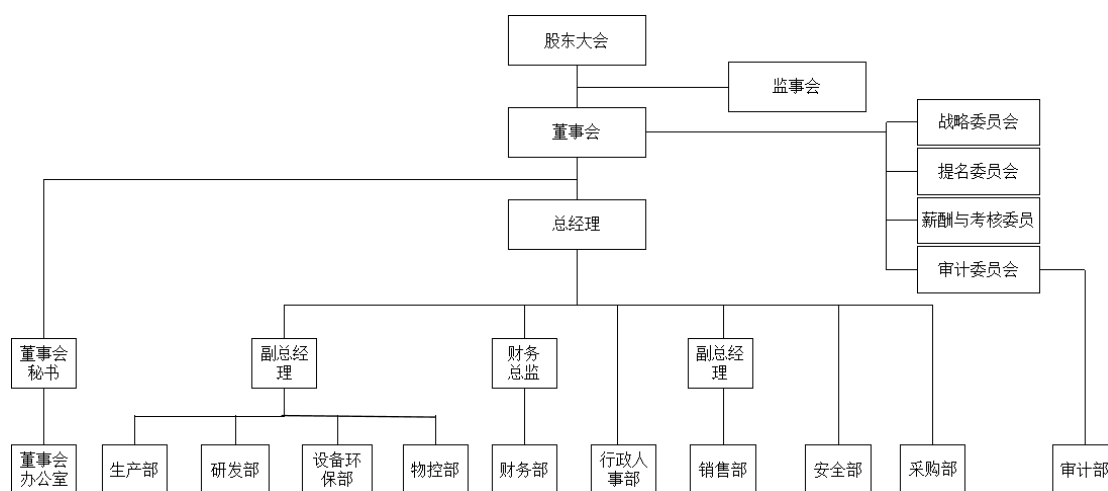 股东大会
监事会
董事会
战略委员会
提名委员会
总经理
薪酬与考核委员
审计委员会
董事会
秘书
副总经
理
财务
总监
副总经
理
董事会
办公室
生产部
研发部
设备环
保部
物控部
财务部
行政人
事部
销售部
安全部
采购部
审计部